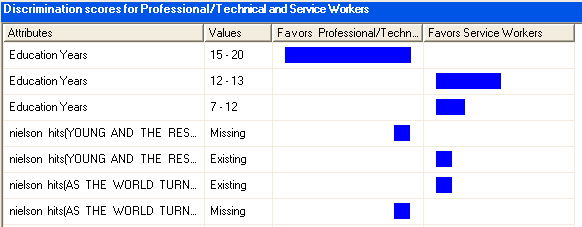 Discrimination scores for Professional/Technical and Service Workers
Attributes Values Favors Professional/Techn... Favors Service Workers
Education Years 15 - 20
Education Years 12 - 13
Education Years 7 - 12
nielson hits(YOUNG AND THE RES... Missing
nielson hits(YOUNG AND THE RES... Existing
nielson hits(AS THE WORLD TURN... Existing
nielson hits(AS THE WORLD TURN... Missing